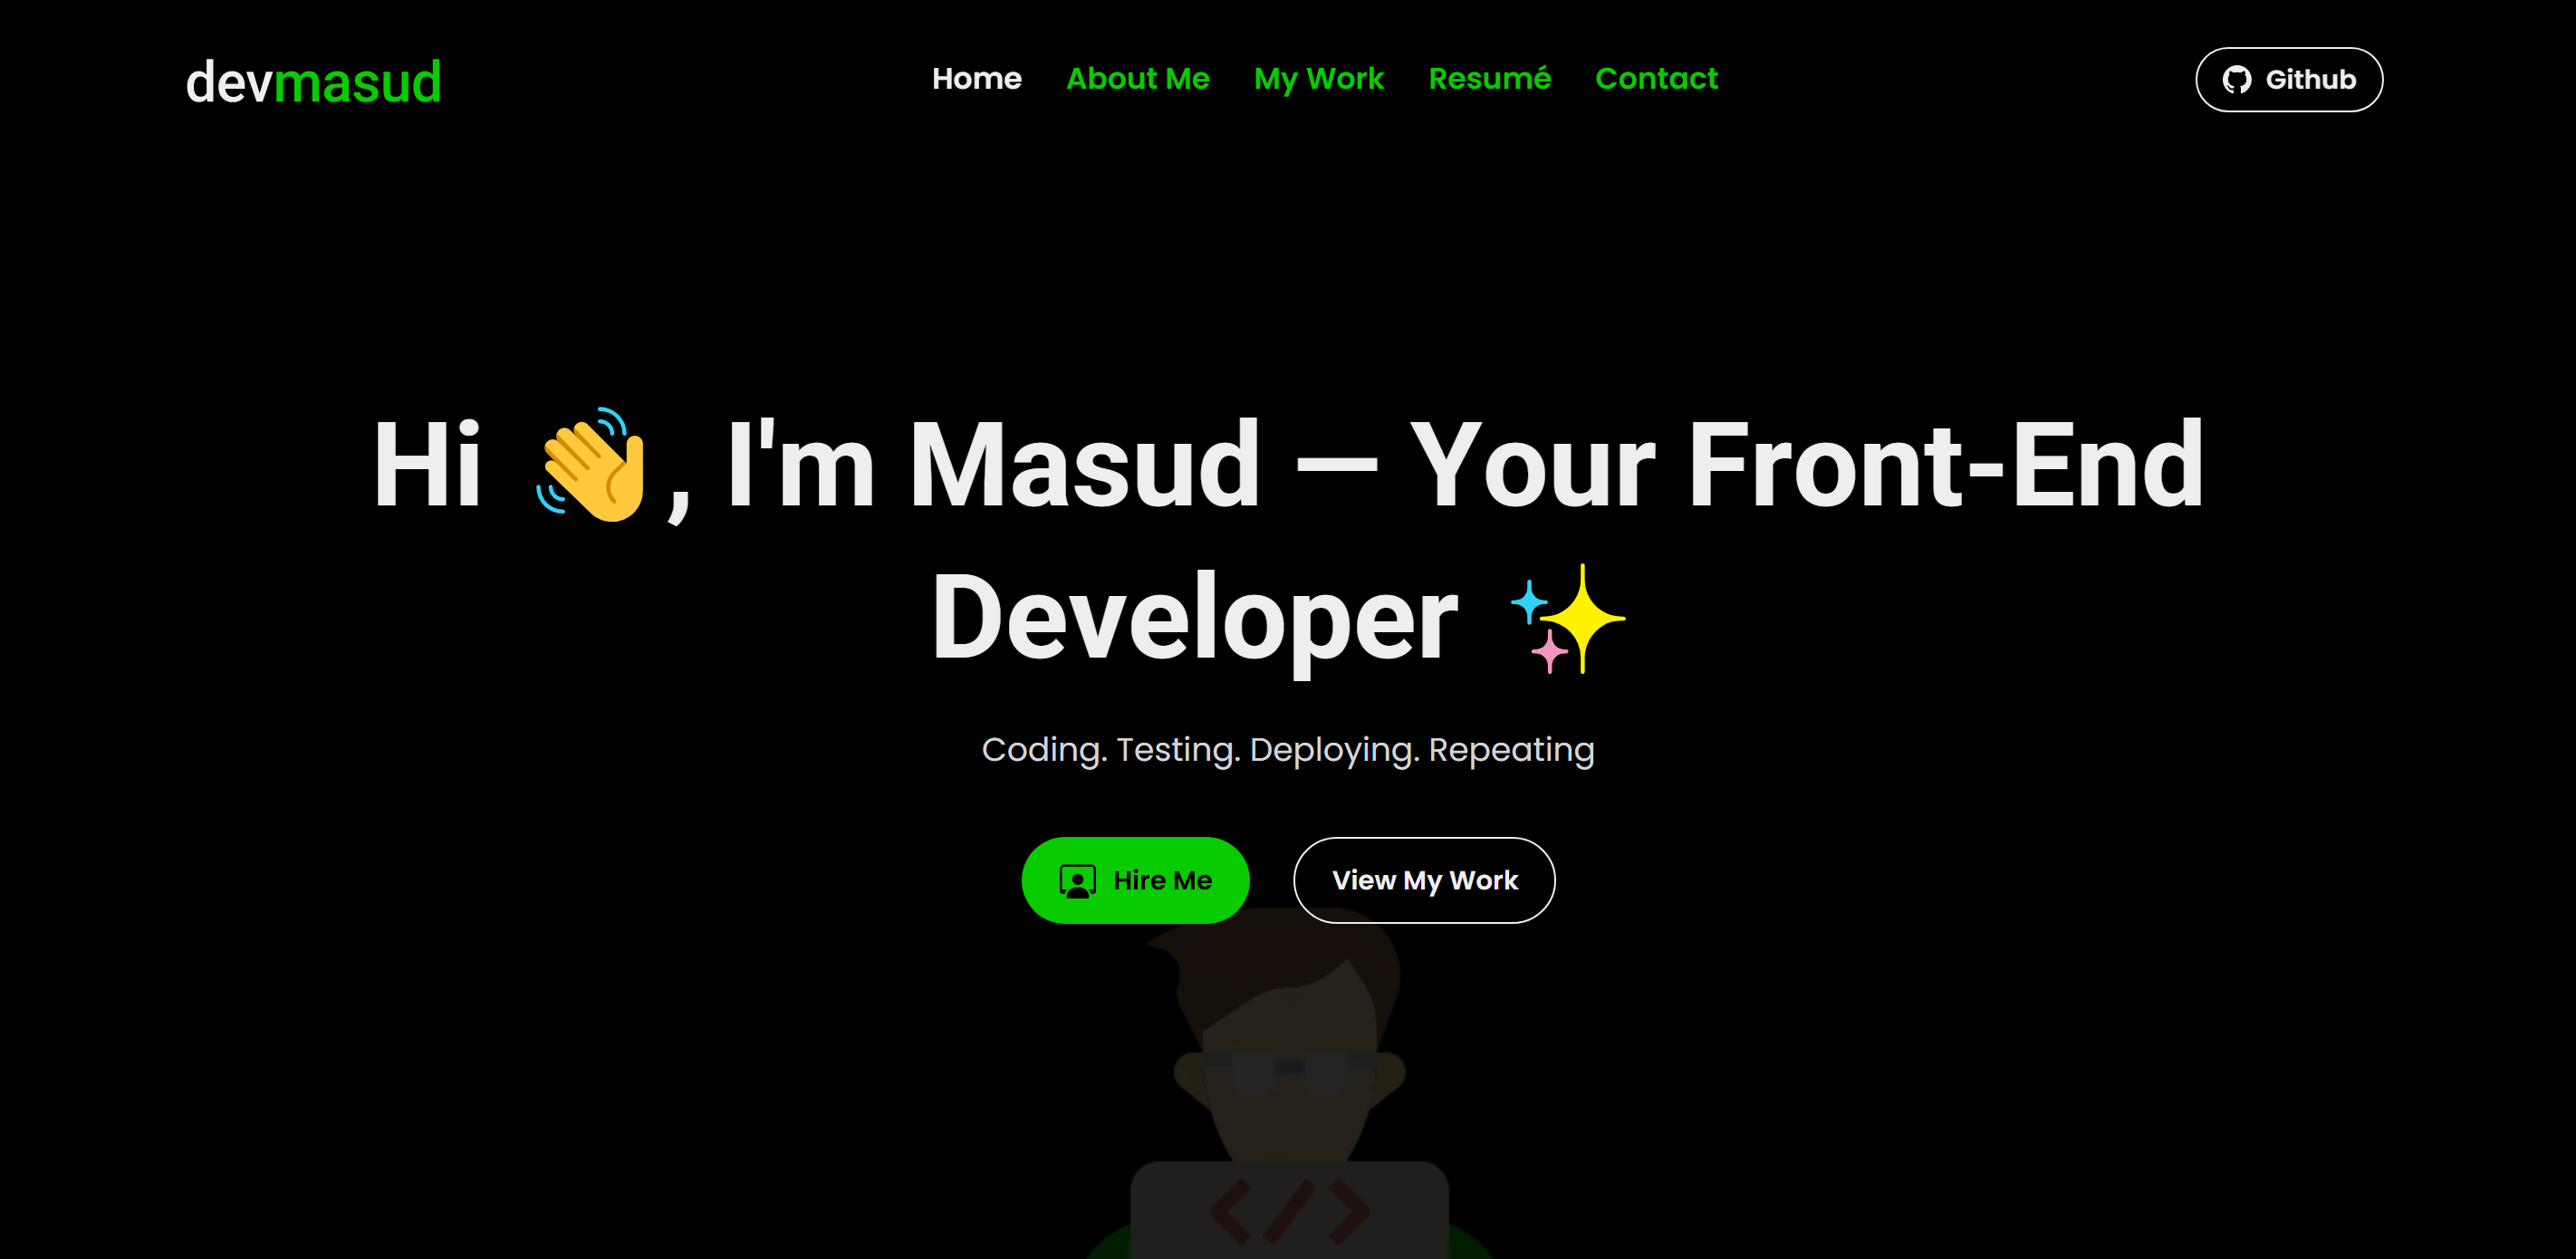 devmasud
Home About Me My Work Resumé Contact
Github
Hi 👋, I'm Masud — Your Front-End
Developer ✨
Coding. Testing. Deploying. Repeating
Hire Me
View My Work
</>